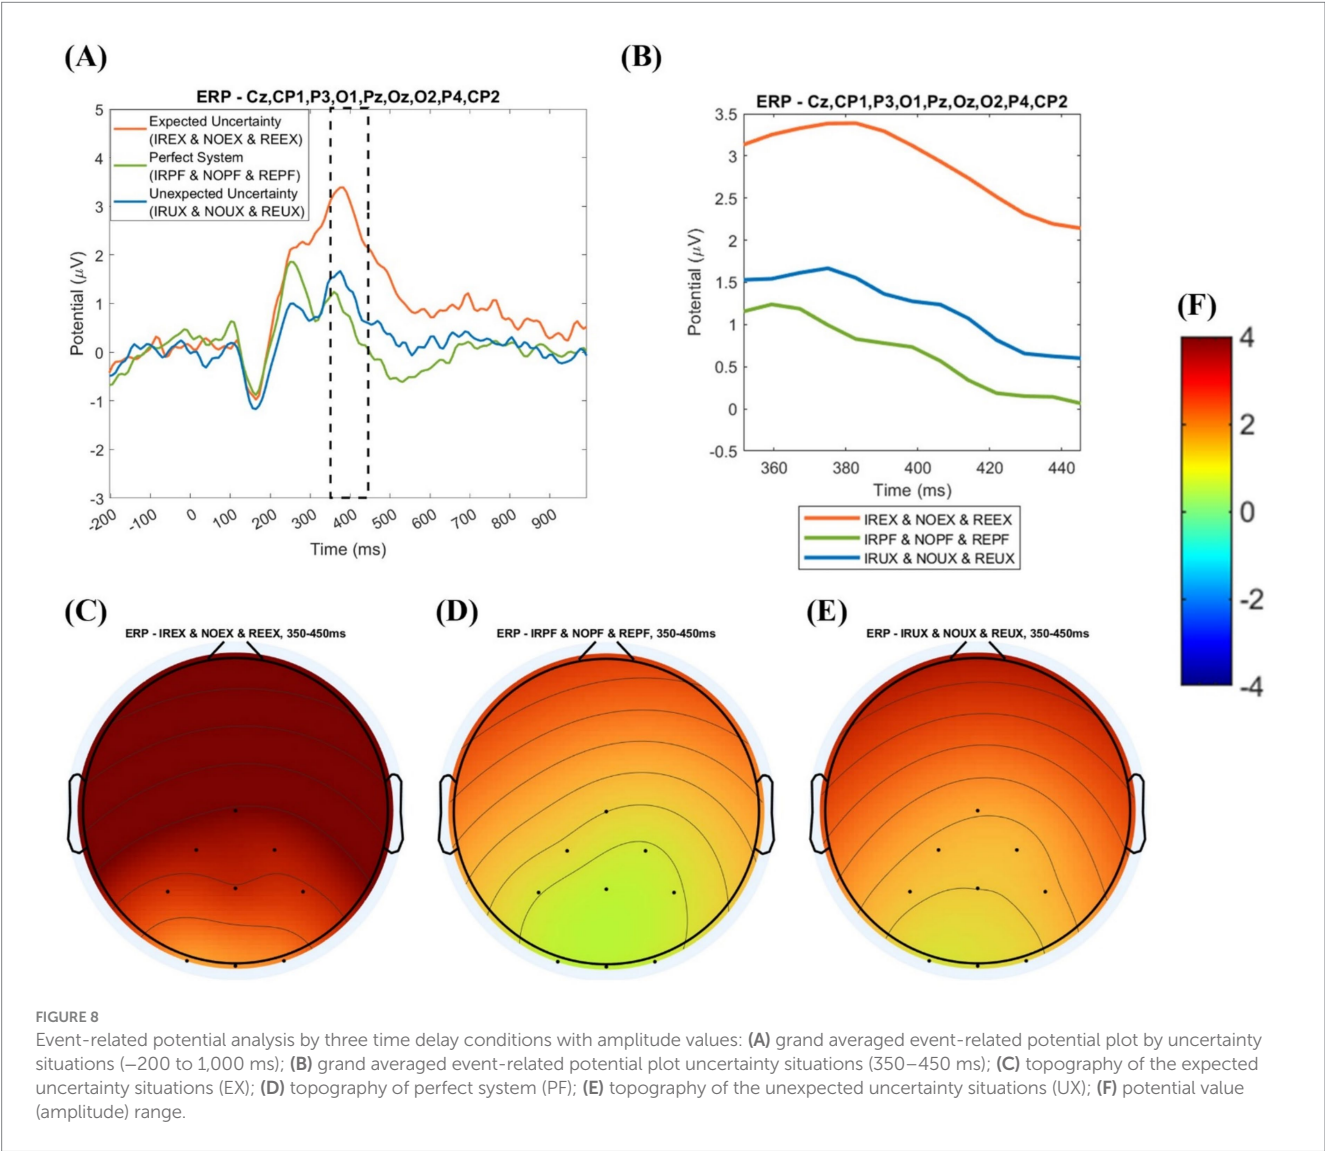 (A)
ERP - Cz,CP1,P3,O1,Pz,Oz,O2,P4,CP2
Expected Uncertainty
(IREX & NOEX & REEX)
Perfect System
(IRPF & NOPF & REPF)
Unexpected Uncertainty
(IRUX & NOUX & REUX)
5
4
3
2
1
0
-1
-2
-3
Potential (μV)
-200
-100
0
100
200
300
400
500
600
700
800
900
Time (ms)
(B)
ERP - Cz,CP1,P3,O1,Pz,Oz,O2,P4,CP2
3.5
3
2.5
2
1.5
1
0.5
0
-0.5
Potential (μV)
360
380
400
420
440
Time (ms)
IREX & NOEX & REEX
IRPF & NOPF & REPF
IRUX & NOUX & REUX
(F)
4
2
0
-2
-4
(C)
ERP - IREX & NOEX & REEX, 350-450ms
(D)
ERP - IRPF & NOPF & REPF, 350-450ms
(E)
ERP - IRUX & NOUX & REUX, 350-450ms
FIGURE 8
Event-related potential analysis by three time delay conditions with amplitude values: (A) grand averaged event-related potential plot by uncertainty
situations (−200 to 1,000 ms); (B) grand averaged event-related potential plot uncertainty situations (350–450 ms); (C) topography of the expected
uncertainty situations (EX); (D) topography of perfect system (PF); (E) topography of the unexpected uncertainty situations (UX); (F) potential value
(amplitude) range.